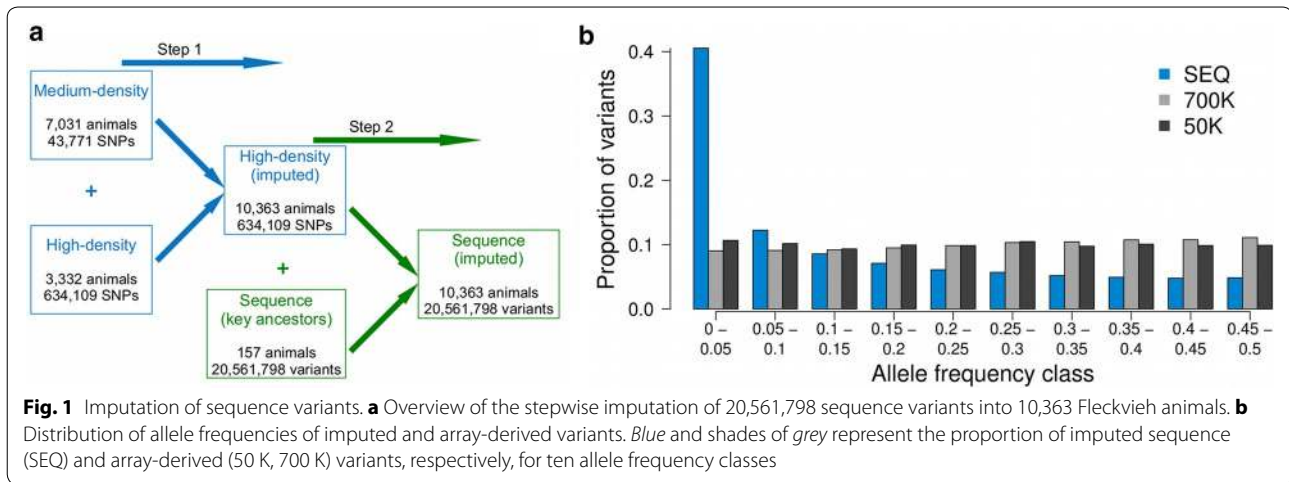 a
Step 1
Medium-density
7,031 animals
43,771 SNPs
+
High-density
3,332 animals
634,109 SNPs
Step 2
High-density
(imputed)
10,363 animals
634,109 SNPs
+
Sequence
(key ancestors)
157 animals
20,561,798 variants
Sequence
(imputed)
10,363 animals
20,561,798 variants
b
Proportion of variants
0.4
0.3
0.2
0.1
0.0
SEQ
700K
50K
0 –
0.05
0.05 –
0.1
0.1 –
0.15
0.15 –
0.2
0.2 –
0.25
0.25 –
0.3
0.3 –
0.35
0.35 –
0.4
0.4 –
0.45
0.45 –
0.5
Allele frequency class
Fig. 1 Imputation of sequence variants. a Overview of the stepwise imputation of 20,561,798 sequence variants into 10,363 Fleckvieh animals. b
Distribution of allele frequencies of imputed and array-derived variants. Blue and shades of grey represent the proportion of imputed sequence
(SEQ) and array-derived (50 K, 700 K) variants, respectively, for ten allele frequency classes